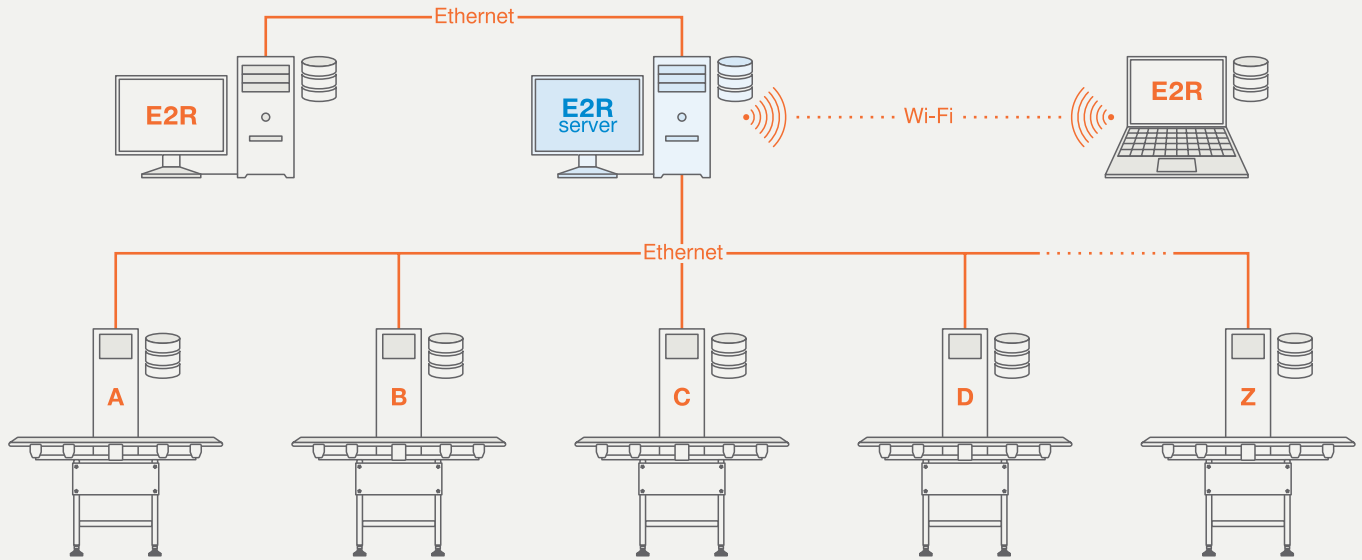 Ethernet
E2R
E2R
server
Wi-Fi
E2R
Ethernet
A
B
C
D
Z